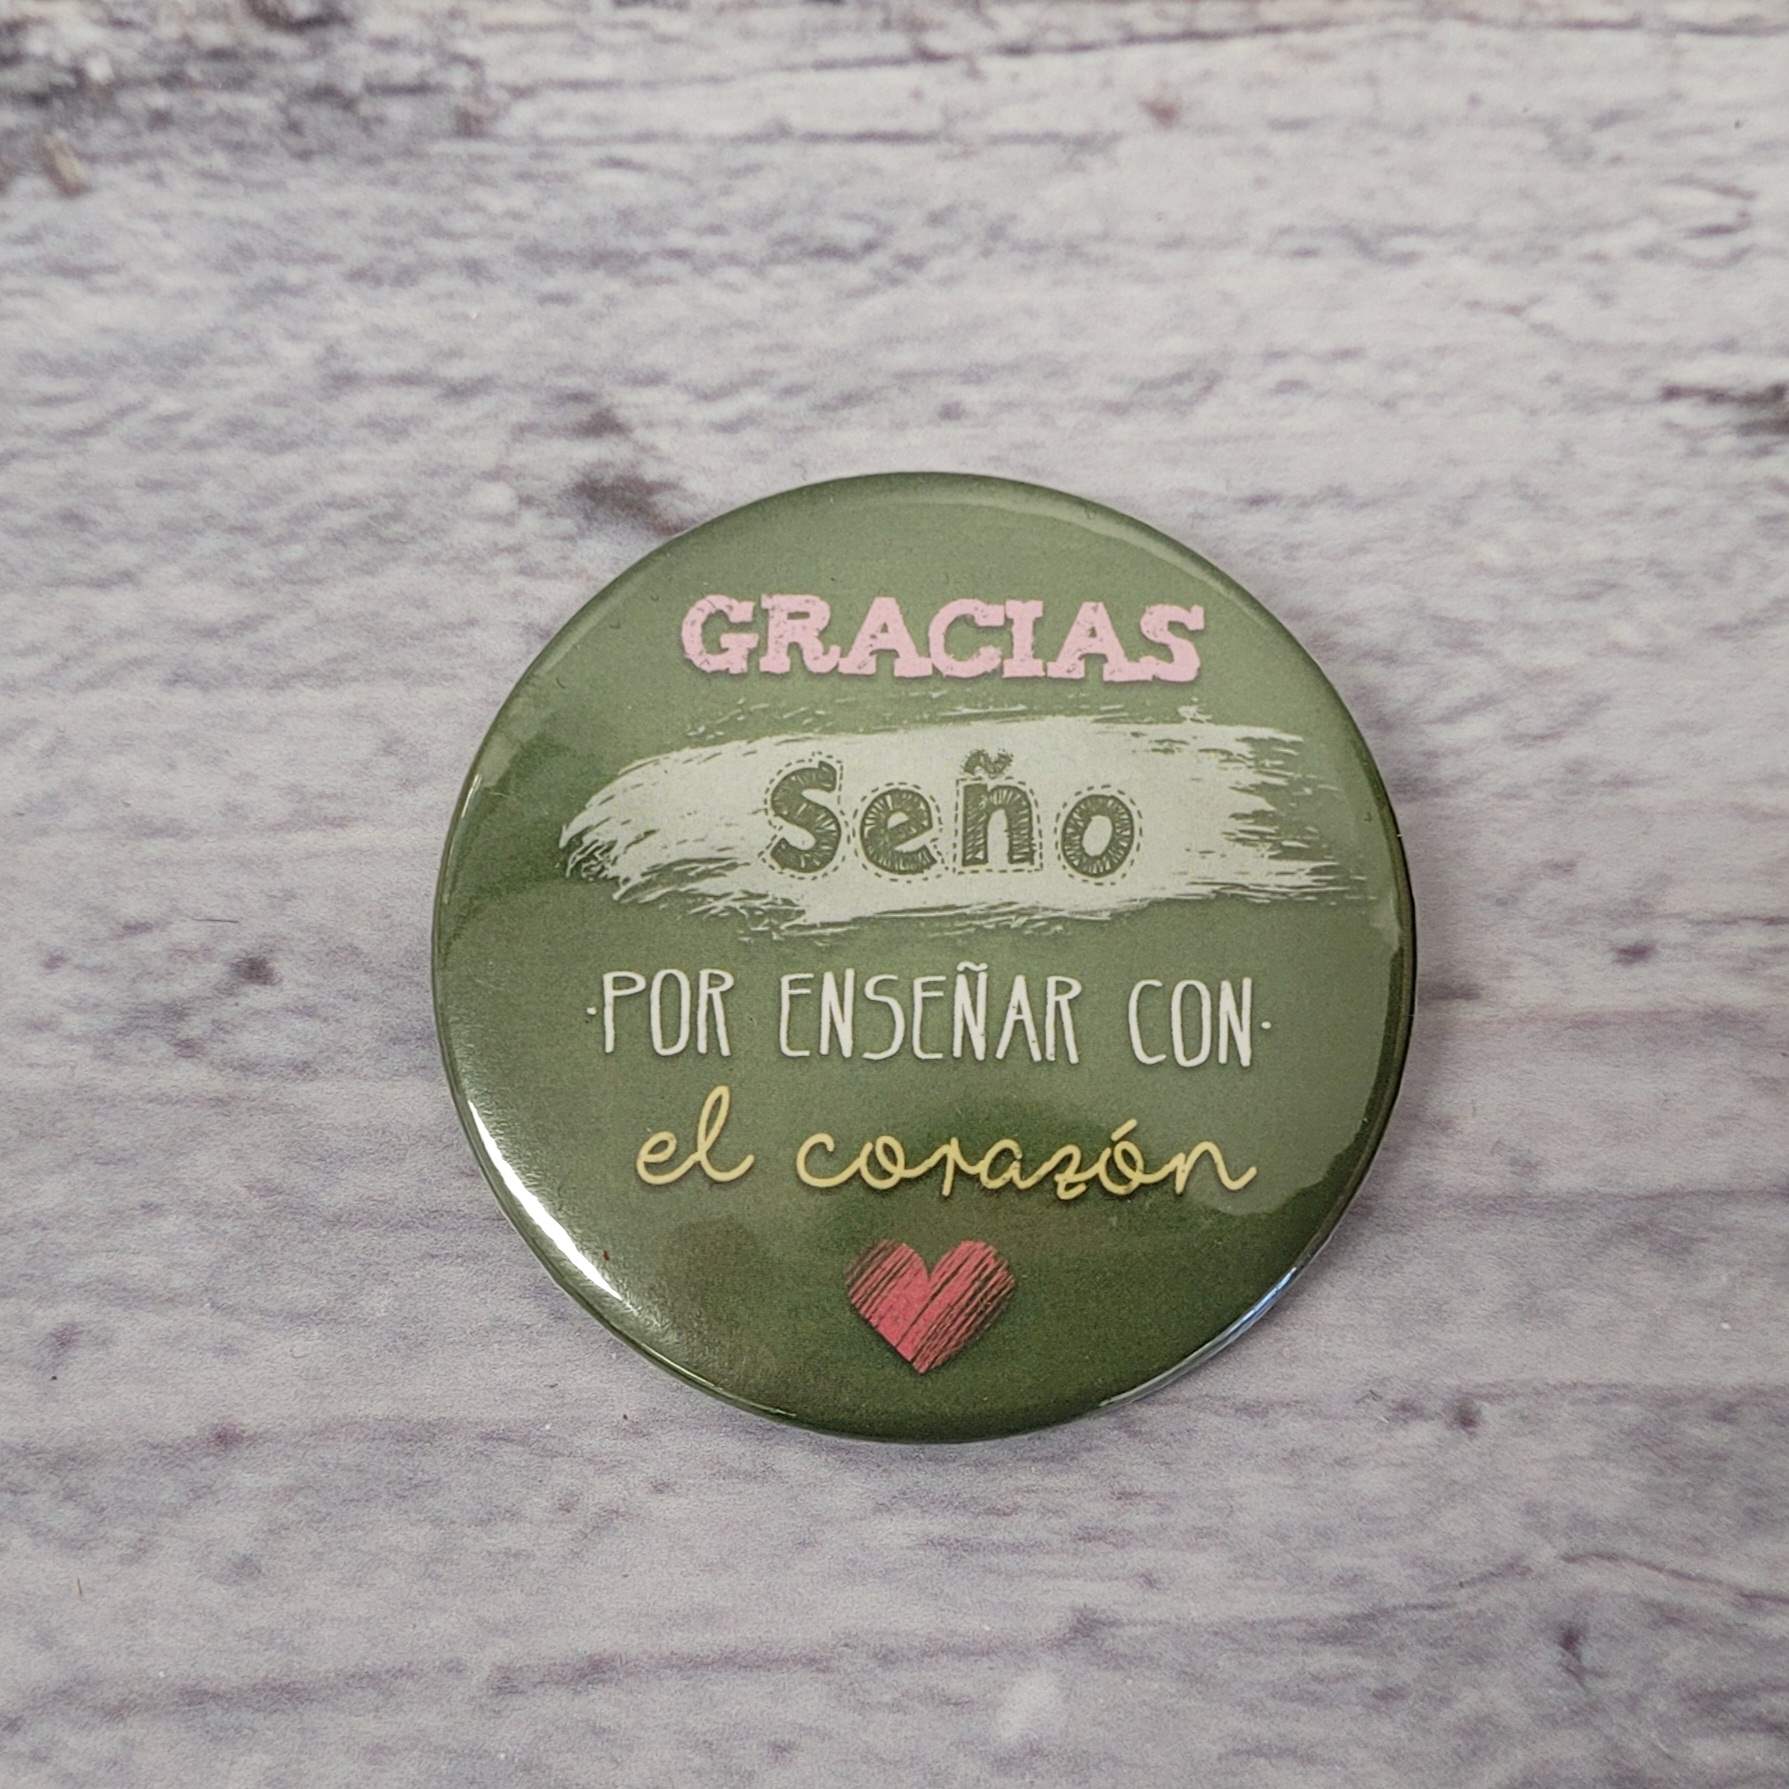 GRACIAS
Seño
·POR ENSEÑAR CON·
el corazón